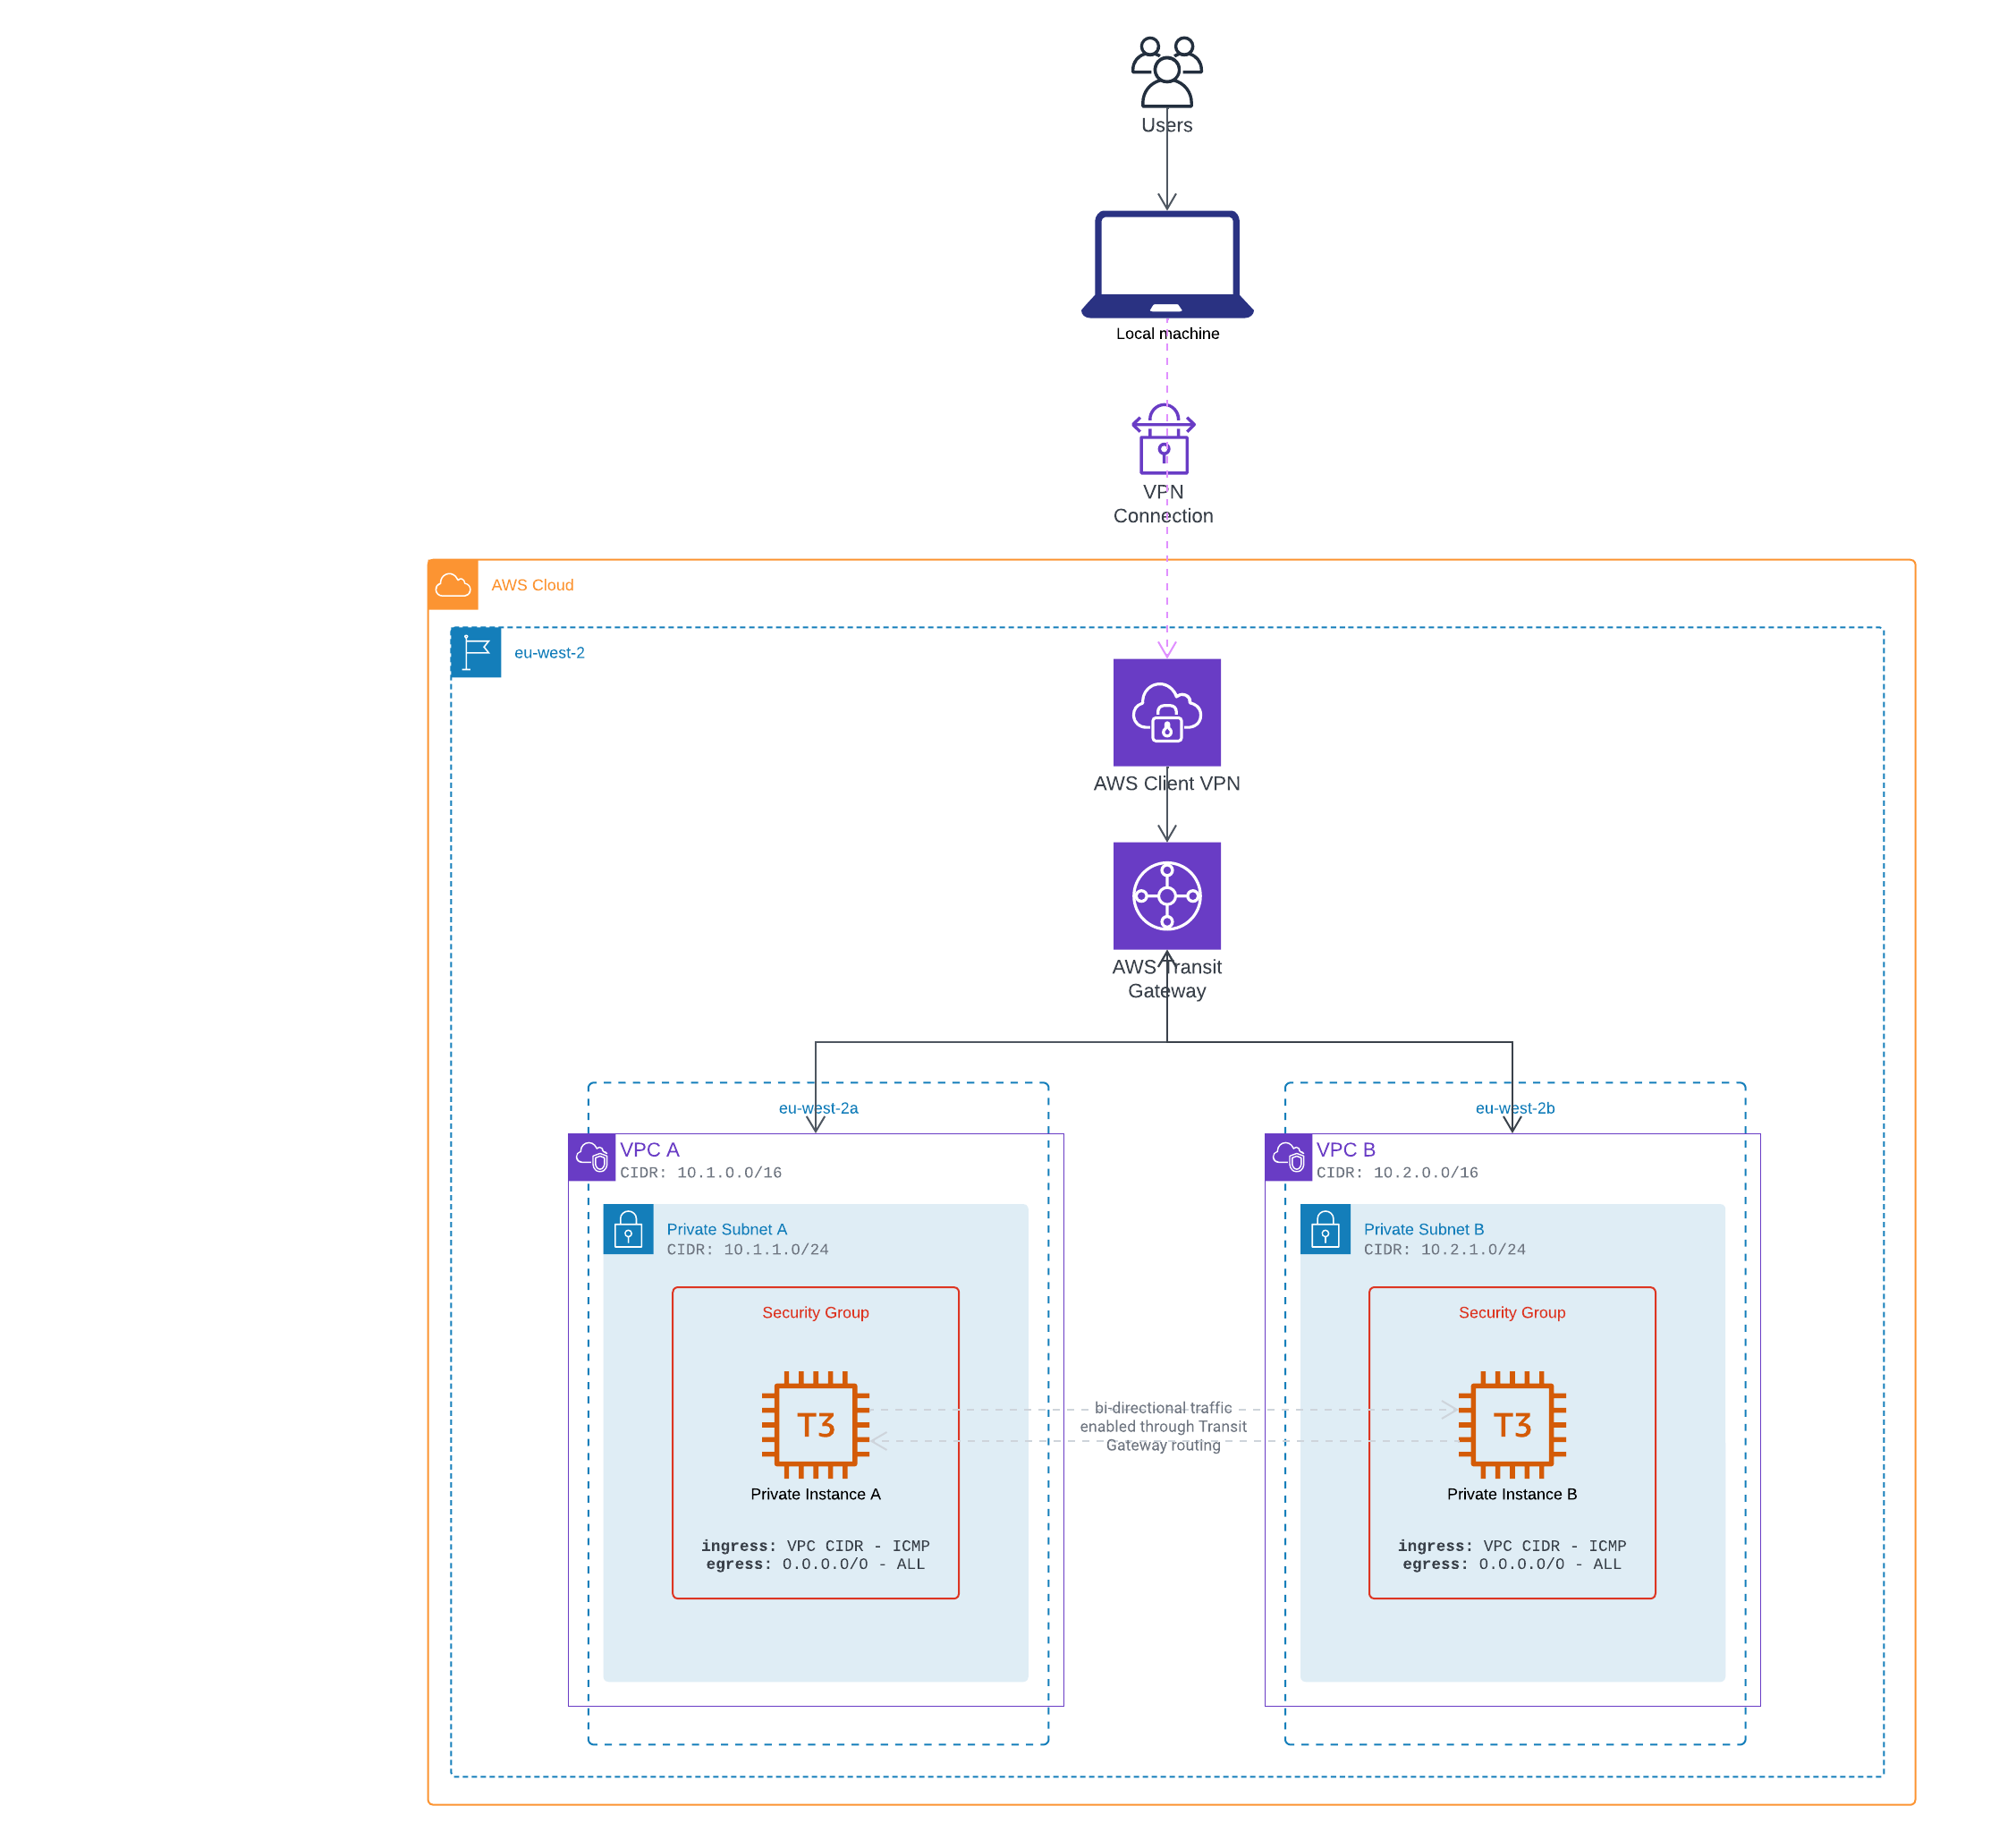 Users
Local machine
VPN
Connection
AWS Cloud
eu-west-2
AWS Client VPN
AWS Transit
Gateway
eu-west-2a
VPC A
CIDR: 10.1.0.0/16
Private Subnet A
CIDR: 10.1.1.0/24
Security Group
T3
Private Instance A
ingress: VPC CIDR - ICMP
egress: 0.0.0.0/0 - ALL
bi-directional traffic
enabled through Transit
Gateway routing
eu-west-2b
VPC B
CIDR: 10.2.0.0/16
Private Subnet B
CIDR: 10.2.1.0/24
Security Group
T3
Private Instance B
ingress: VPC CIDR - ICMP
egress: 0.0.0.0/0 - ALL